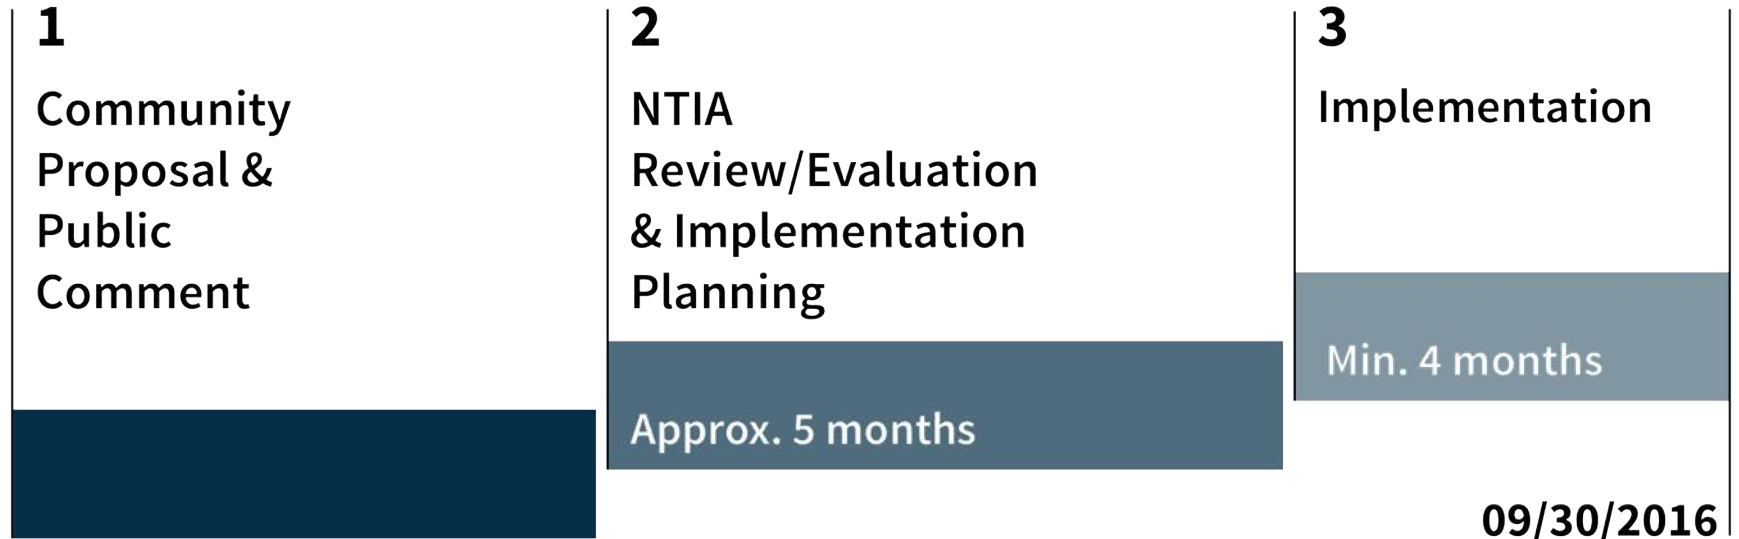 1
Community
Proposal &
Public
Comment
2
NTIA
Review/Evaluation
& Implementation
Planning
Approx. 5 months
3
Implementation
Min. 4 months
09/30/2016